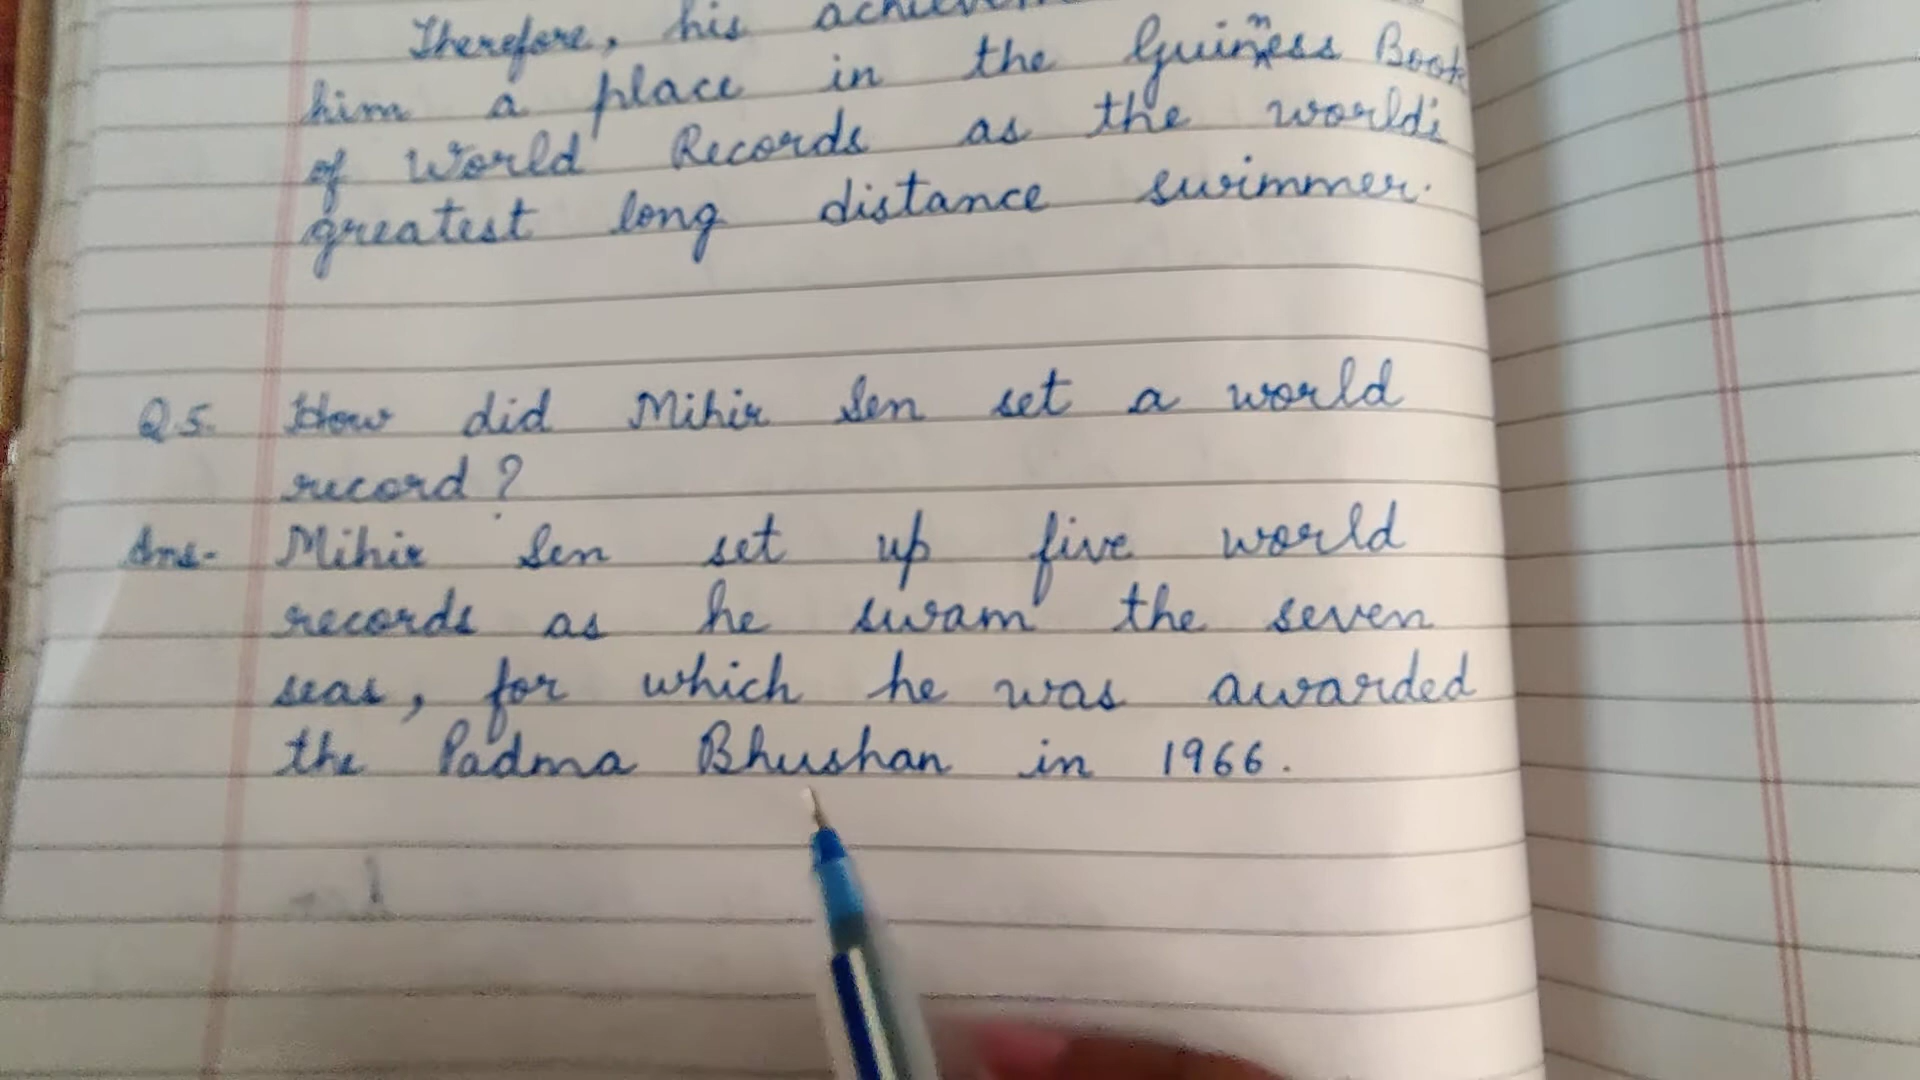 Therefore, his
him a place in the Guinness Book
of World Records as the world's
greatest long distance swimmer.
Q5. How did Mihir Sen set a world
record?
Ans- Mihir Sen set up five world
records as he swam the seven
seas, for which he was awarded
the Padma Bhushan in 1966.